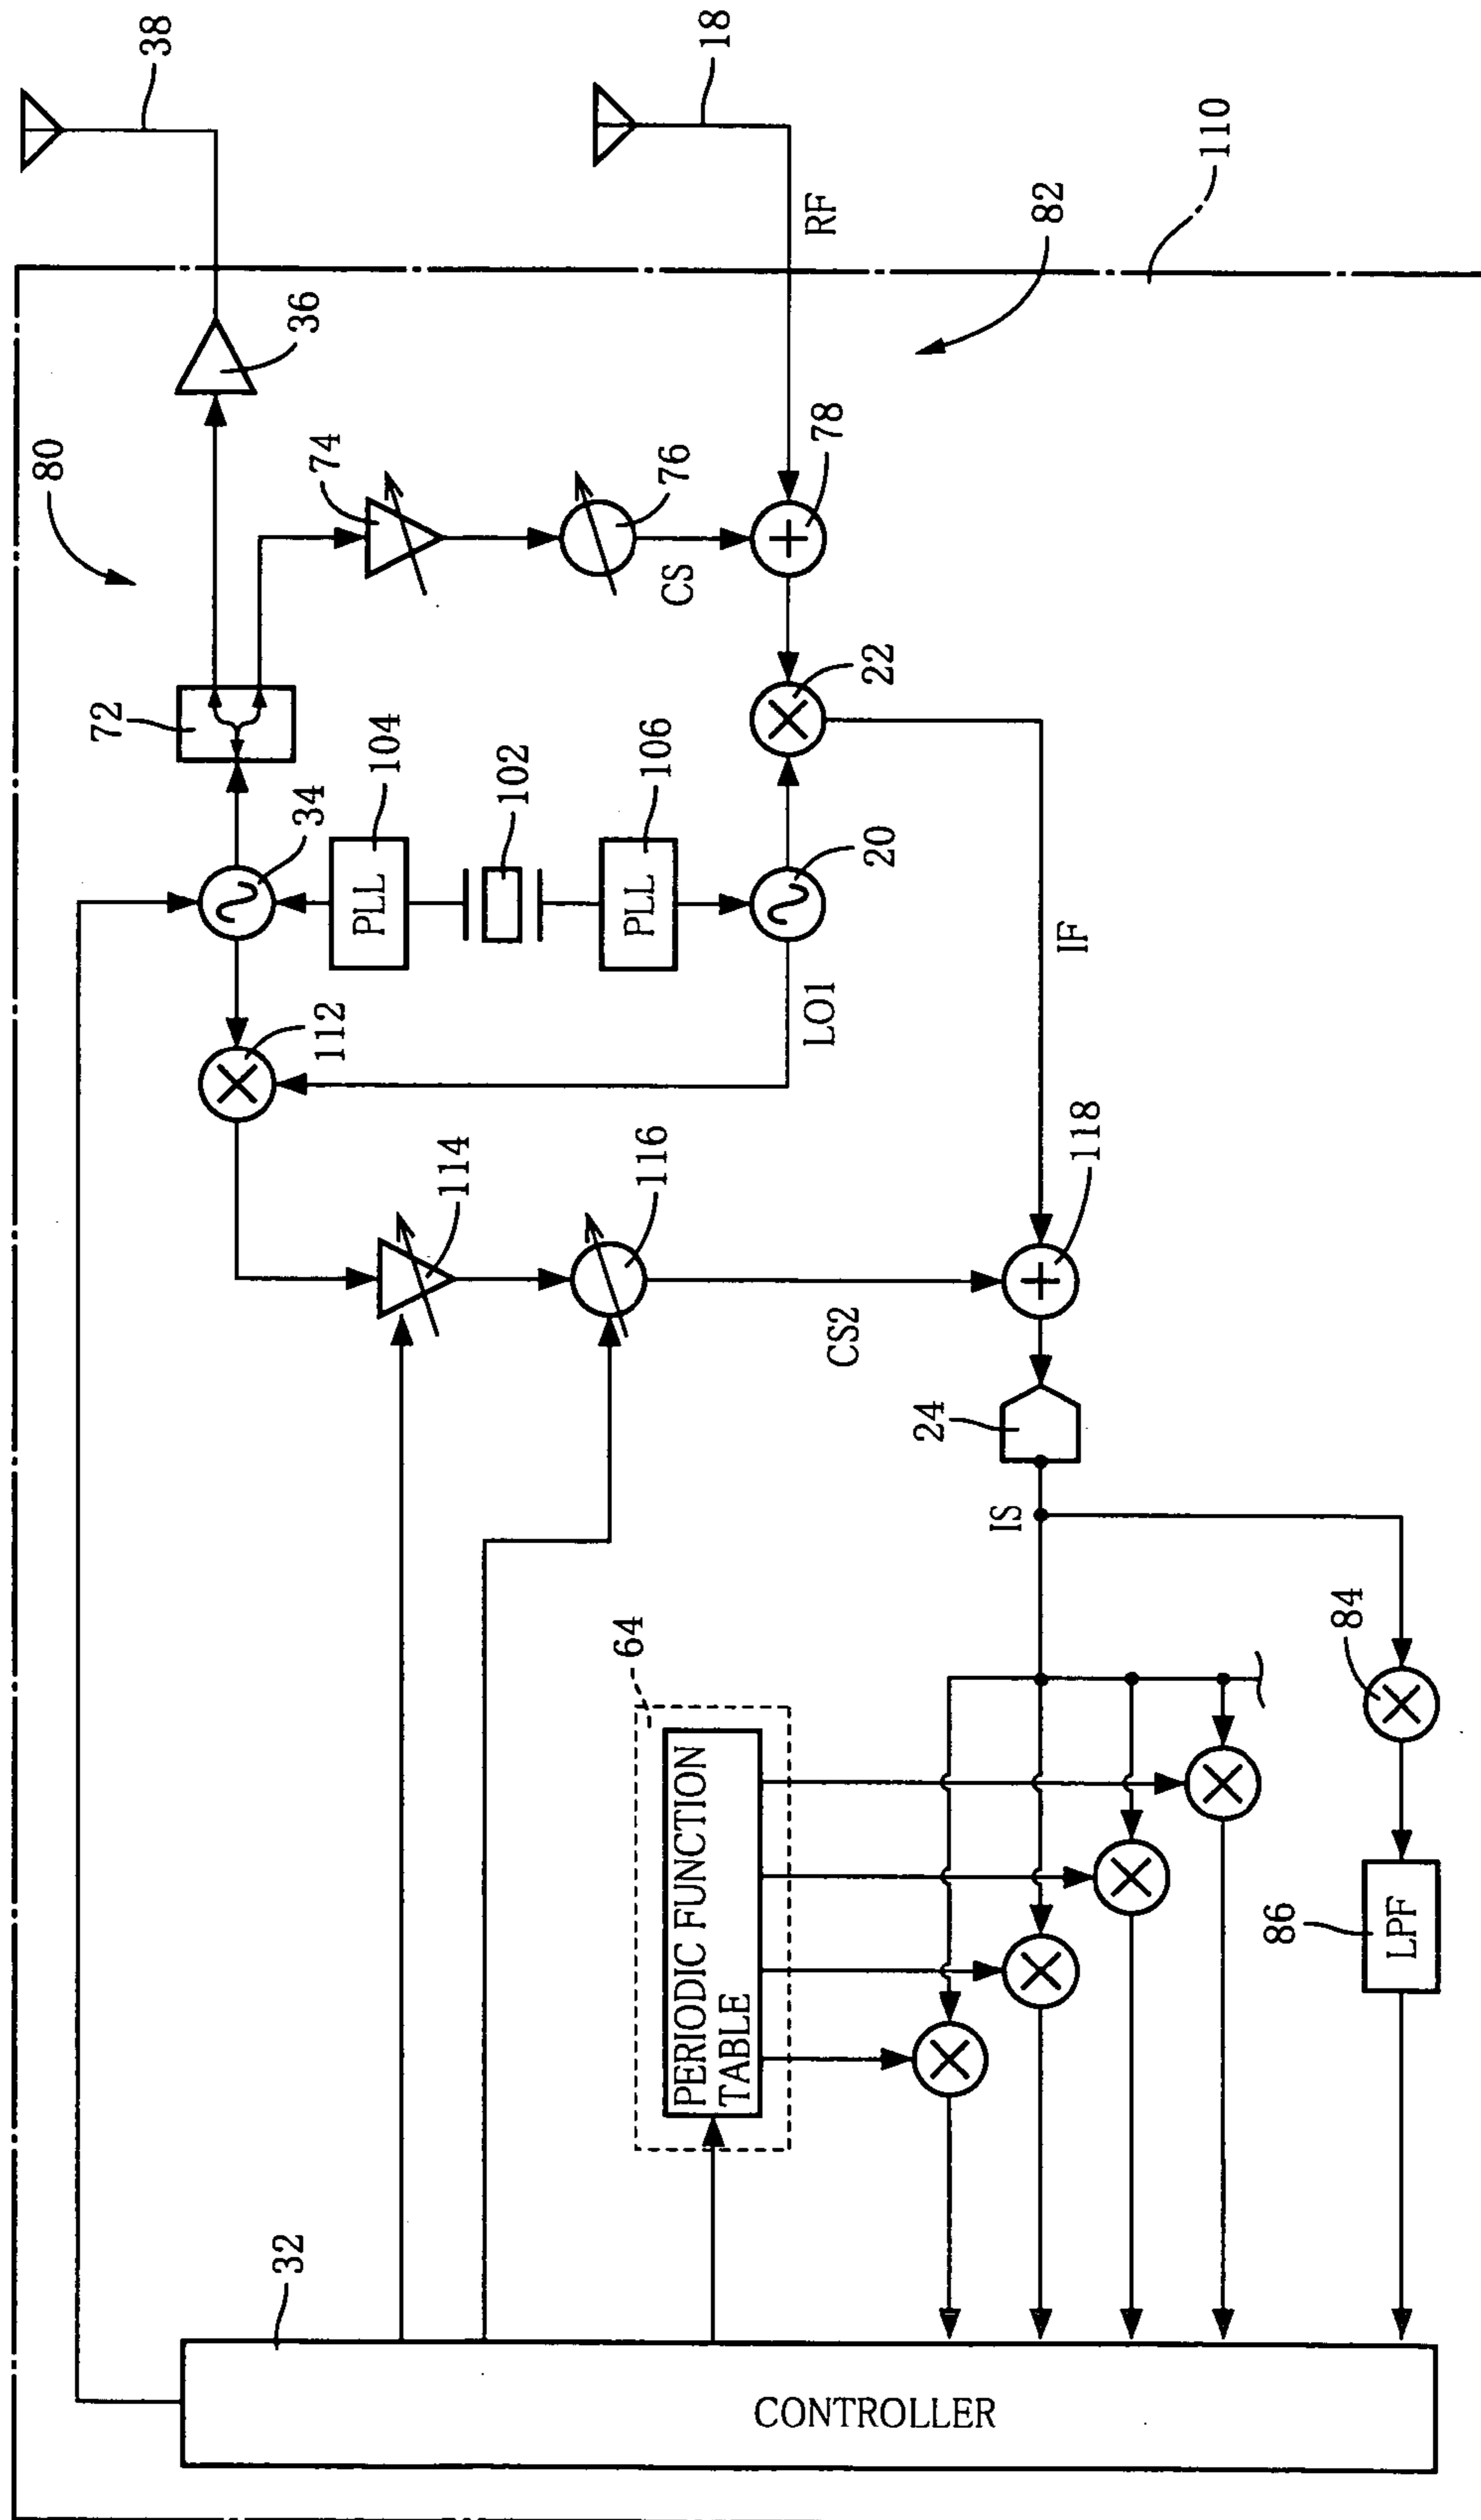 38
18
110
82
RF
36
80
74
76
78
CS
72
34
104
102
106
22
20
PLL
PLL
LO1
IF
112
114
116
118
CS2
24
IS
64
84
PERIODIC FUNCTION
TABLE
86
LPF
32
CONTROLLER